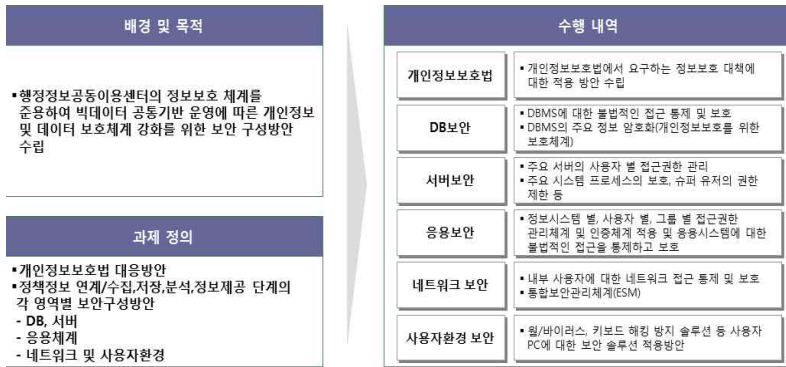 배경 및 목적
▪행정정보공동이용센터의 정보보호 체계를
준용하여 빅데이터 공통기반 운영에 따른 개인정보
및 데이터 보호체계 강화를 위한 보안 구성방안
수립
과제 정의
▪개인정보보호법 대응방안
▪정책정보 연계/수집,저장,분석,정보제공 단계의
각 영역별 보안구성방안
- DB, 서버
- 응용체계
- 네트워크 및 사용자환경
수행 내역
개인정보보호법
▪ 개인정보보호법에서 요구하는 정보보호 대책에
대한 적용 방안 수립
DB보안
▪ DBMS에 대한 불법적인 접근 통제 및 보호
▪ DBMS의 주요 정보 암호화(개인정보보호를 위한
보호체계)
서버보안
▪ 주요 서버의 사용자 별 접근권한 관리
▪ 주요 시스템 프로세스의 보호, 슈퍼 유저의 권한
제한 등
응용보안
▪ 정보시스템 별, 사용자 별, 그룹 별 접근권한
관리체계 및 인증체계 적용 및 응용시스템에 대한
불법적인 접근을 통제하고 보호
네트워크 보안
▪ 내부 사용자에 대한 네트워크 접근 통제 및 보호
▪ 통합보안관리체계(ESM)
사용자환경 보안
▪ 웜/바이러스, 키보드 해킹 방지 솔루션 등 사용자
PC에 대한 보안 솔루션 적용방안